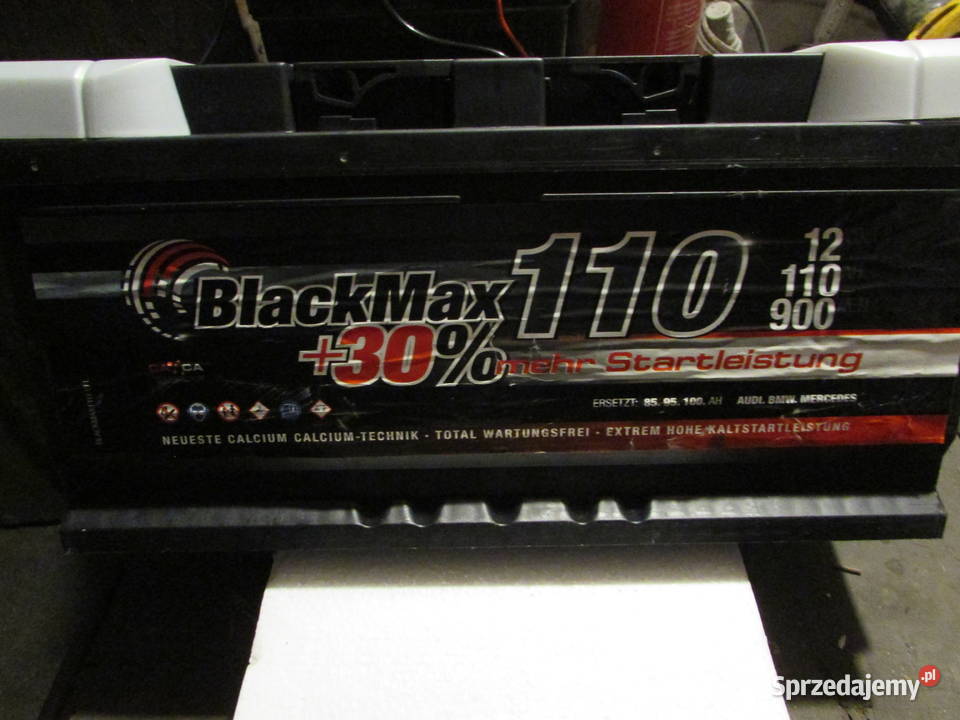 BlackMax 110
12
110
900
+30% mehr Startleistung
ERSETZT: 85. 95. 100. AH AUDI. BMW. MERCEDES
NEUESTE CALCIUM CALCIUM-TECHNIK · TOTAL WARTUNGSFREI · EXTREM HOHE KALTSTARTLEISTUNG
Sprzedajemy.pl